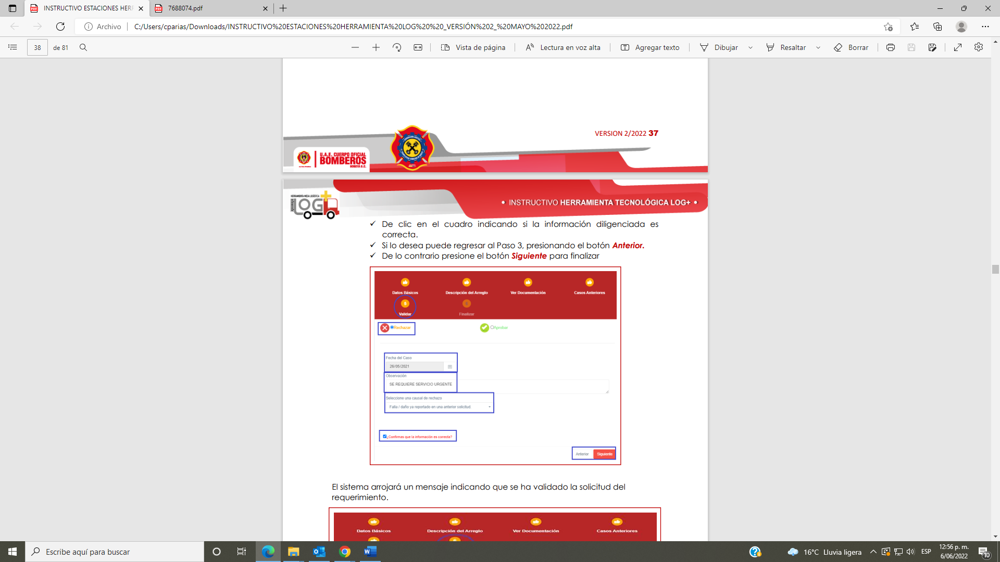 INSTRUCTIVO ESTACIONES HERR
7688074.pdf
Archivo
C:/Users/cparias/Downloads/INSTRUCTIVO%20ESTACIONES%20HERRAMIENTA%20LOG%20%20_VERSIÓN%202_%20MAYO%202022.pdf
38
de 81
Vista de página
Lectura en voz alta
Agregar texto
Dibujar
Resaltar
Borrar
VERSION 2/2022 37
U.A.E. CUERPO OFICIAL
BOMBEROS
BOGOTÁ D.C.
HERRAMIENTA MESA LOGÍSTICA
LOG
• INSTRUCTIVO HERRAMIENTA TECNOLÓGICA LOG+ •
✓ De clic en el cuadro indicando si la información diligenciada es
correcta.
✓ Si lo desea puede regresar al Paso 3, presionando el botón Anterior.
✓ De lo contrario presione el botón Siguiente para finalizar
Datos Básicos
Descripción del Arreglo
Ver Documentación
Casos Anteriores
5
Validar
Finalizar
Rechazar
Aprobar
Fecha del Caso
26/05/2021
Observación
SE REQUIERE SERVICIO URGENTE
Seleccione una causal de rechazo
Falla / daño ya reportado en una anterior solicitud.
¿Confirmas que la información es correcta?
Anterior
Siguiente
El sistema arrojará un mensaje indicando que se ha validado la solicitud del
requerimiento.
Datos Básicos
Descripción del Arreglo
Ver Documentación
Casos Anteriores
Escribe aquí para buscar
16°C Lluvia ligera
ESP
12:56 p. m.
6/06/2022
10